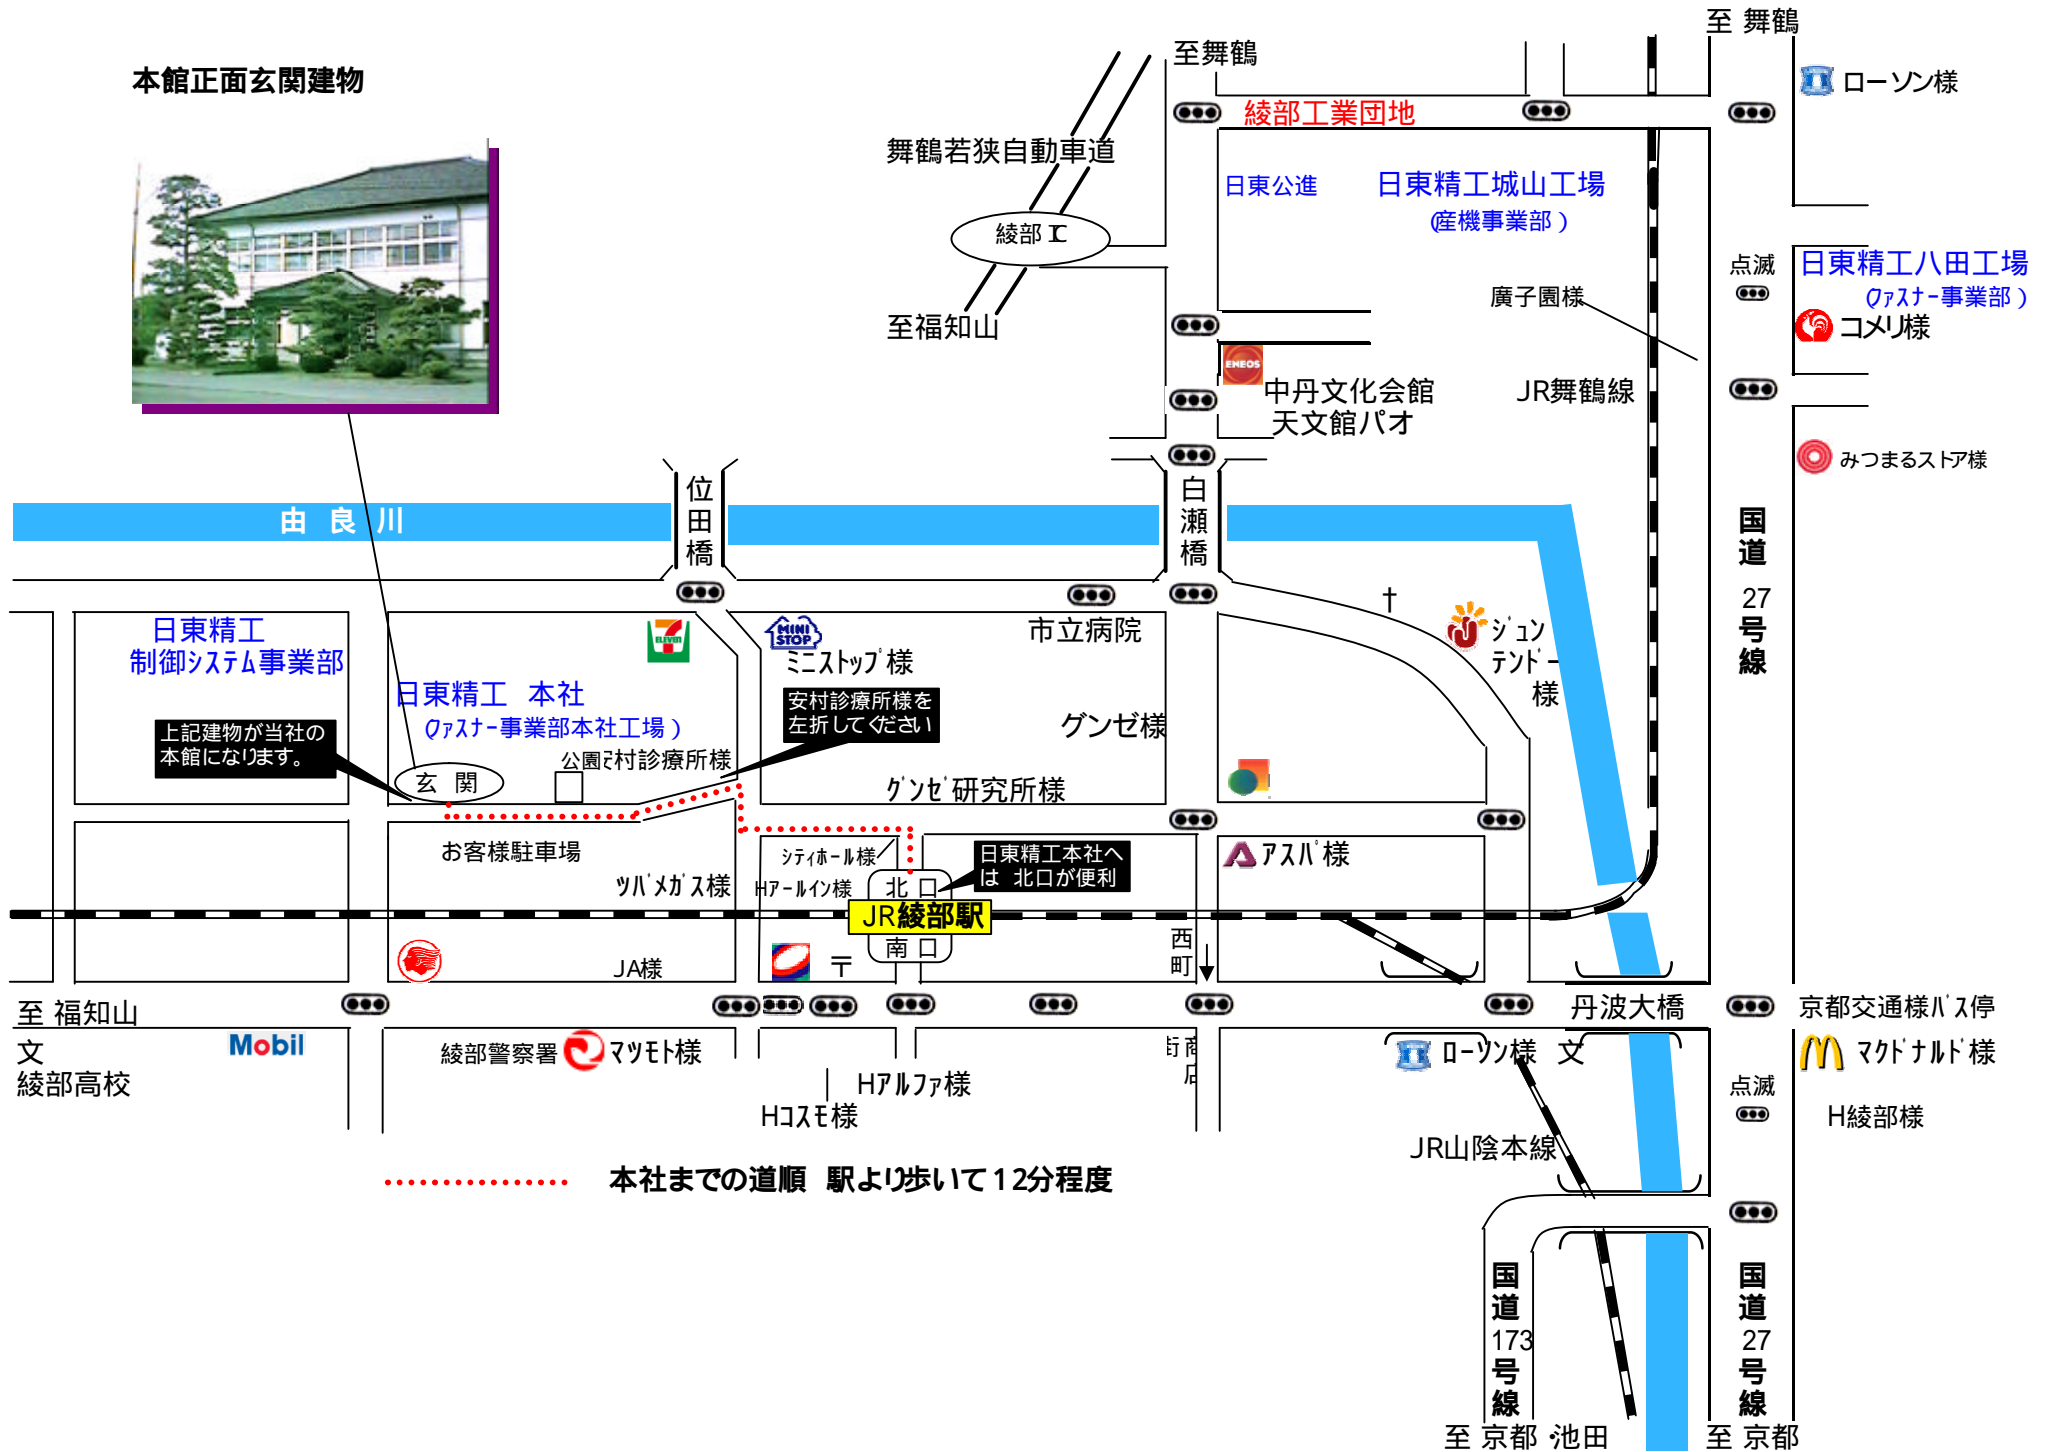 至 舞鶴
至舞鶴
本館正面玄関建物
ローソン様
綾部工業団地
舞鶴若狭自動車道
日東公進
日東精工城山工場
(産機事業部)
綾部 IC
点滅
日東精工八田工場
(ファスナー事業部)
廣子園様
至福知山
コメリ様
ENEOS
中丹文化会館
天文館パオ
JR舞鶴線
みつまるストア様
位田橋
白瀬橋
由 良 川
国道
27
号線
日東精工
制御システム事業部
ELEVEN
MINI
STOP
ミニストップ様
市立病院
ジュン
テンドー
様
日東精工 本社
(ファスナー事業部本社工場)
安村診療所様を
左折してください
グンゼ様
上記建物が当社の
本館になります。
公園
安村診療所様
玄 関
グンゼ研究所様
お客様駐車場
シティホール様
日東精工本社へ
は 北口が便利
アスパ様
ツバメガス様
Hアールイン様
北 口
JR綾部駅
南 口
西町
JA様
〒
至 福知山
丹波大橋
京都交通様バス停
文
綾部高校
Mobil
綾部警察署
マツモト様
商店街
ローソン様
文
マクドナルド様
Hアルファ様
点滅
Hコスモ様
H綾部様
JR山陰本線
本社までの道順 駅より歩いて12分程度
国道
173
号線
国道
27
号線
至 京都・池田
至 京都